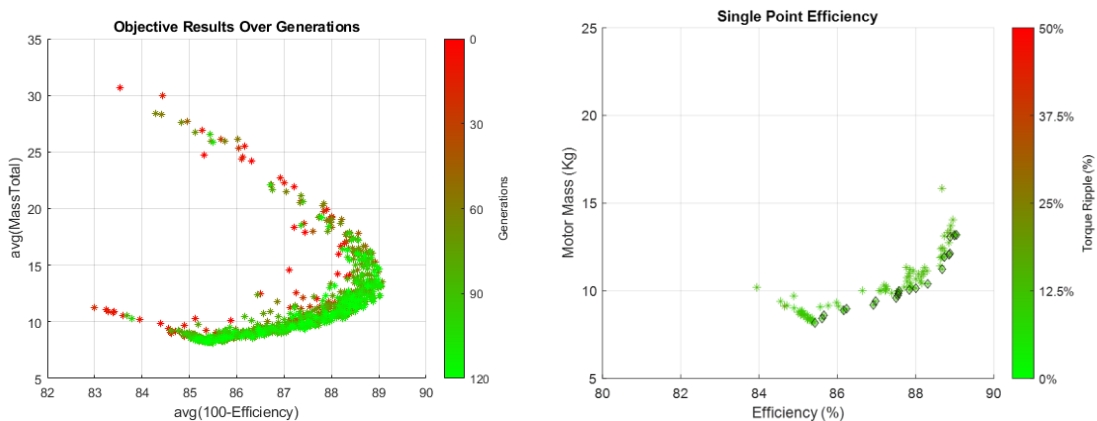 Objective Results Over Generations
35
30
25
20
15
10
5
avg(MassTotal)
82 83 84 85 86 87 88 89 90
avg(100-Efficiency)
0
30
60
90
120
Generations
Single Point Efficiency
25
20
15
10
5
Motor Mass (Kg)
80 82 84 86 88 90
Efficiency (%)
50%
37.5%
25%
12.5%
0%
Torque Ripple (%)